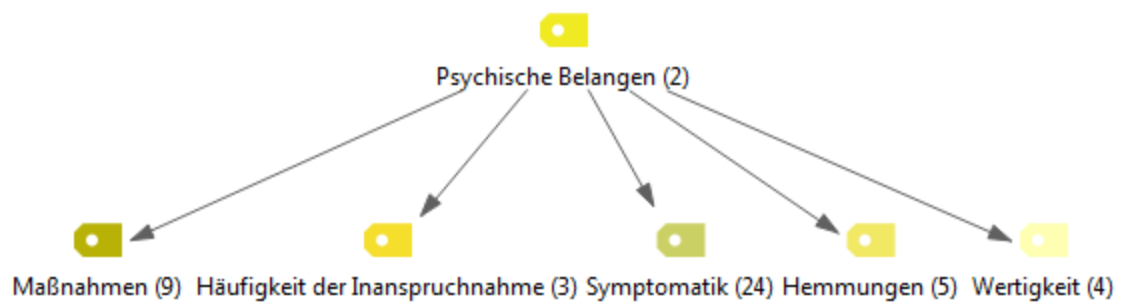 Psychische Belangen (2)
Maßnahmen (9) Häufigkeit der Inanspruchnahme (3) Symptomatik (24) Hemmungen (5) Wertigkeit (4)